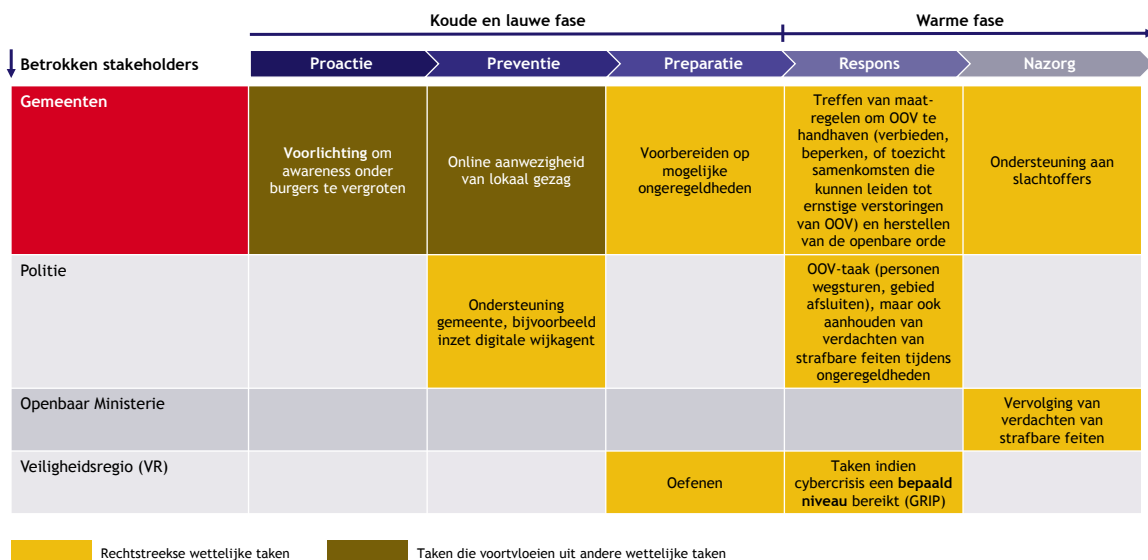 Koude en lauwe fase
Warme fase
Betrokken stakeholders
Proactie
Preventie
Preparatie
Respons
Nazorg
Gemeenten
Voorlichting om
awareness onder
burgers te vergroten
Online aanwezigheid
van lokaal gezag
Voorbereiden op
mogelijke
ongeregeldheden
Treffen van maat-
regelen om OOV te
handhaven (verbieden,
beperken, of toezicht
samenkomsten die
kunnen leiden tot
ernstige verstoringen
van OOV) en herstellen
van de openbare orde
Ondersteuning aan
slachtoffers
Politie
Ondersteuning
gemeente, bijvoorbeeld
inzet digitale wijkagent
OOV-taak (personen
wegsturen, gebied
afsluiten), maar ook
aanhouden van
verdachten van
strafbare feiten tijdens
ongeregeldheden
Openbaar Ministerie
Vervolging van
verdachten van
strafbare feiten
Veiligheidsregio (VR)
Oefenen
Taken indien
cybercrisis een bepaald
niveau bereikt (GRIP)
Rechtstreekse wettelijke taken
Taken die voortvloeien uit andere wettelijke taken